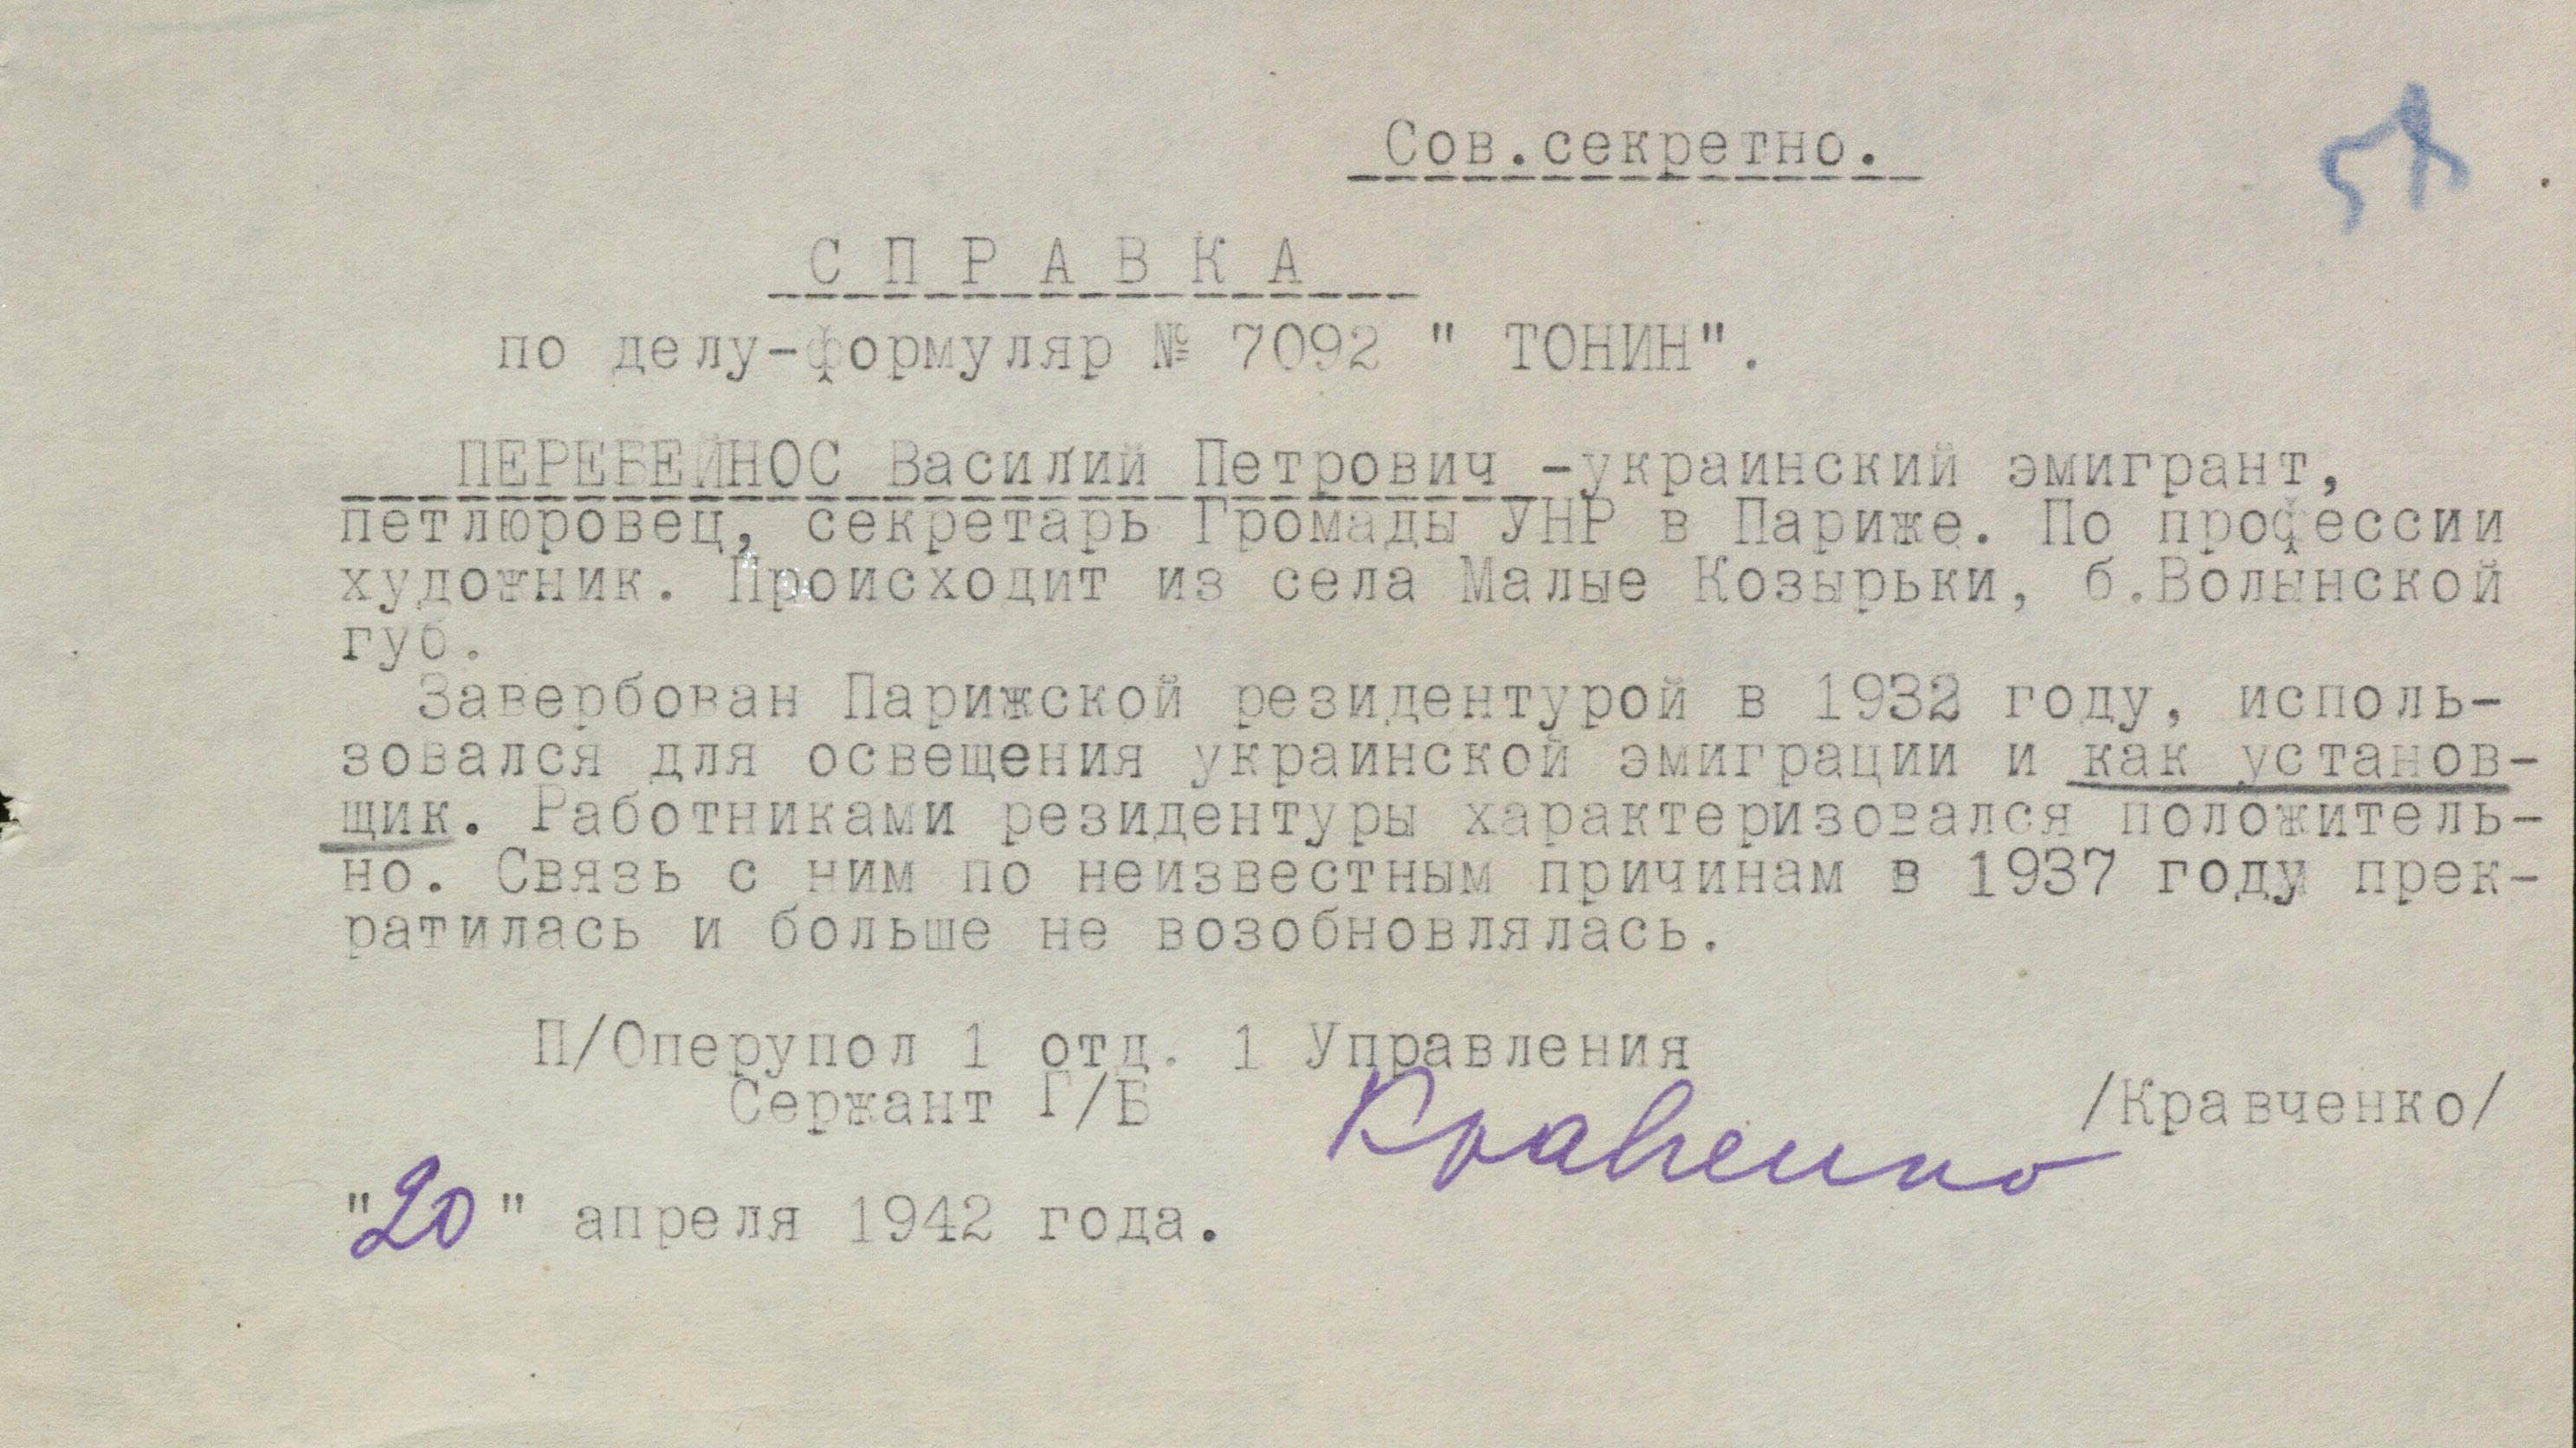 Сов.секретно.
С П Р А В К А
по делу-формуляр № 7092 " ТОНИН".
ПЕРЕБЕЙНОС Василий Петрович -украинский эмигрант,
петлюровец, секретарь Громады УНР в Париже. По профессии
художник. Происходит из села Малые Козырьки, б.Волынской
губ.
Завербован Парижской резидентурой в 1932 году, исполь-
зовался для освещения украинской эмиграции и как установ-
щик. Работниками резидентуры характеризовался положитель-
но. Связь с ним по неизвестным причинам в 1937 году прек-
ратилась и больше не возобновлялась.
П/Оперупол 1 отд. 1 Управления
Сержант Г/Б
Кравченко /Кравченко/
"20" апреля 1942 года.